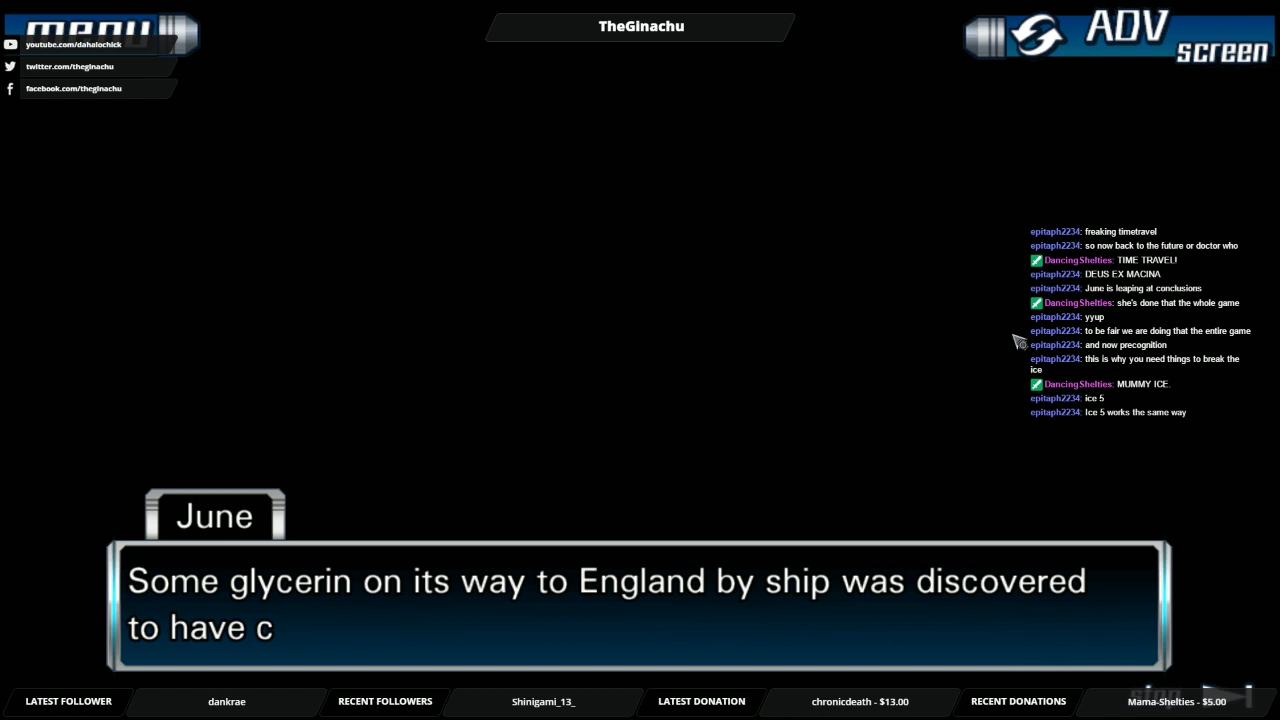 menu
TheGinachu
ADV
screen
youtube.com/dahalochick
twitter.com/theginachu
facebook.com/theginachu
epitaph2234: freaking timetravel
epitaph2234: so now back to the future or doctor who
DancingShelties: TIME TRAVEL!
epitaph2234: DEUS EX MACINA
epitaph2234: June is leaping at conclusions
DancingShelties: she's done that the whole game
epitaph2234: yyup
epitaph2234: to be fair we are doing that the entire game
epitaph2234: and now precognition
epitaph2234: this is why you need things to break the
ice
DancingShelties: MUMMY ICE.
epitaph2234: ice 5
epitaph2234: Ice 5 works the same way
June
Some glycerin on its way to England by ship was discovered
to have c
stop
LATEST FOLLOWER dankrae RECENT FOLLOWERS Shinigami_13_ LATEST DONATION chronicdeath - $13.00 RECENT DONATIONS Mama-Shelties - $5.00